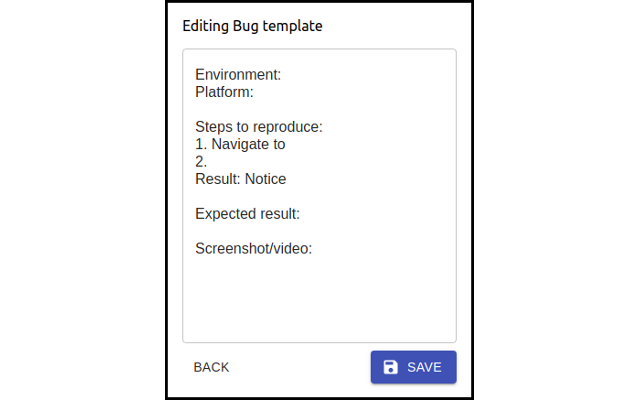 Editing Bug template
Environment:
Platform:
Steps to reproduce:
1. Navigate to
2.
Result: Notice
Expected result:
Screenshot/video:
BACK
SAVE